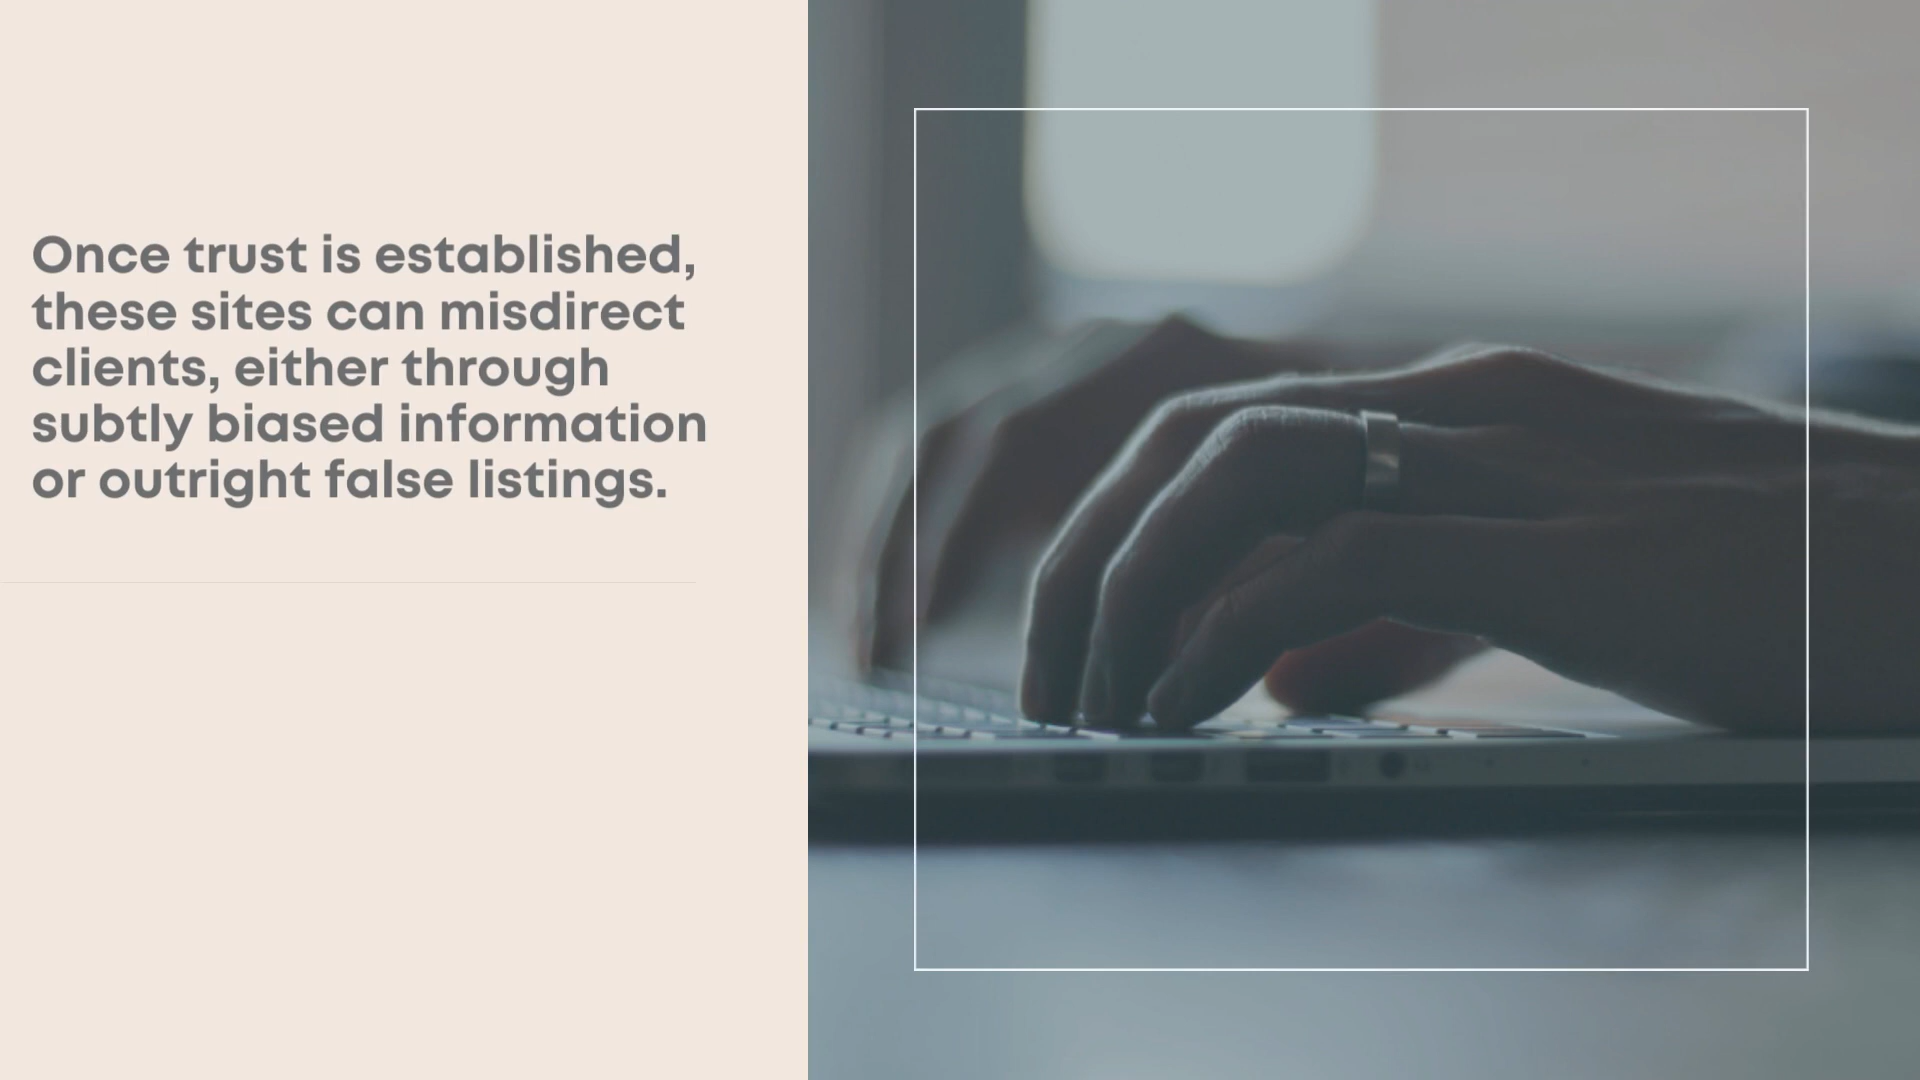 Once trust is established,
these sites can misdirect
clients, either through
subtly biased information
or outright false listings.